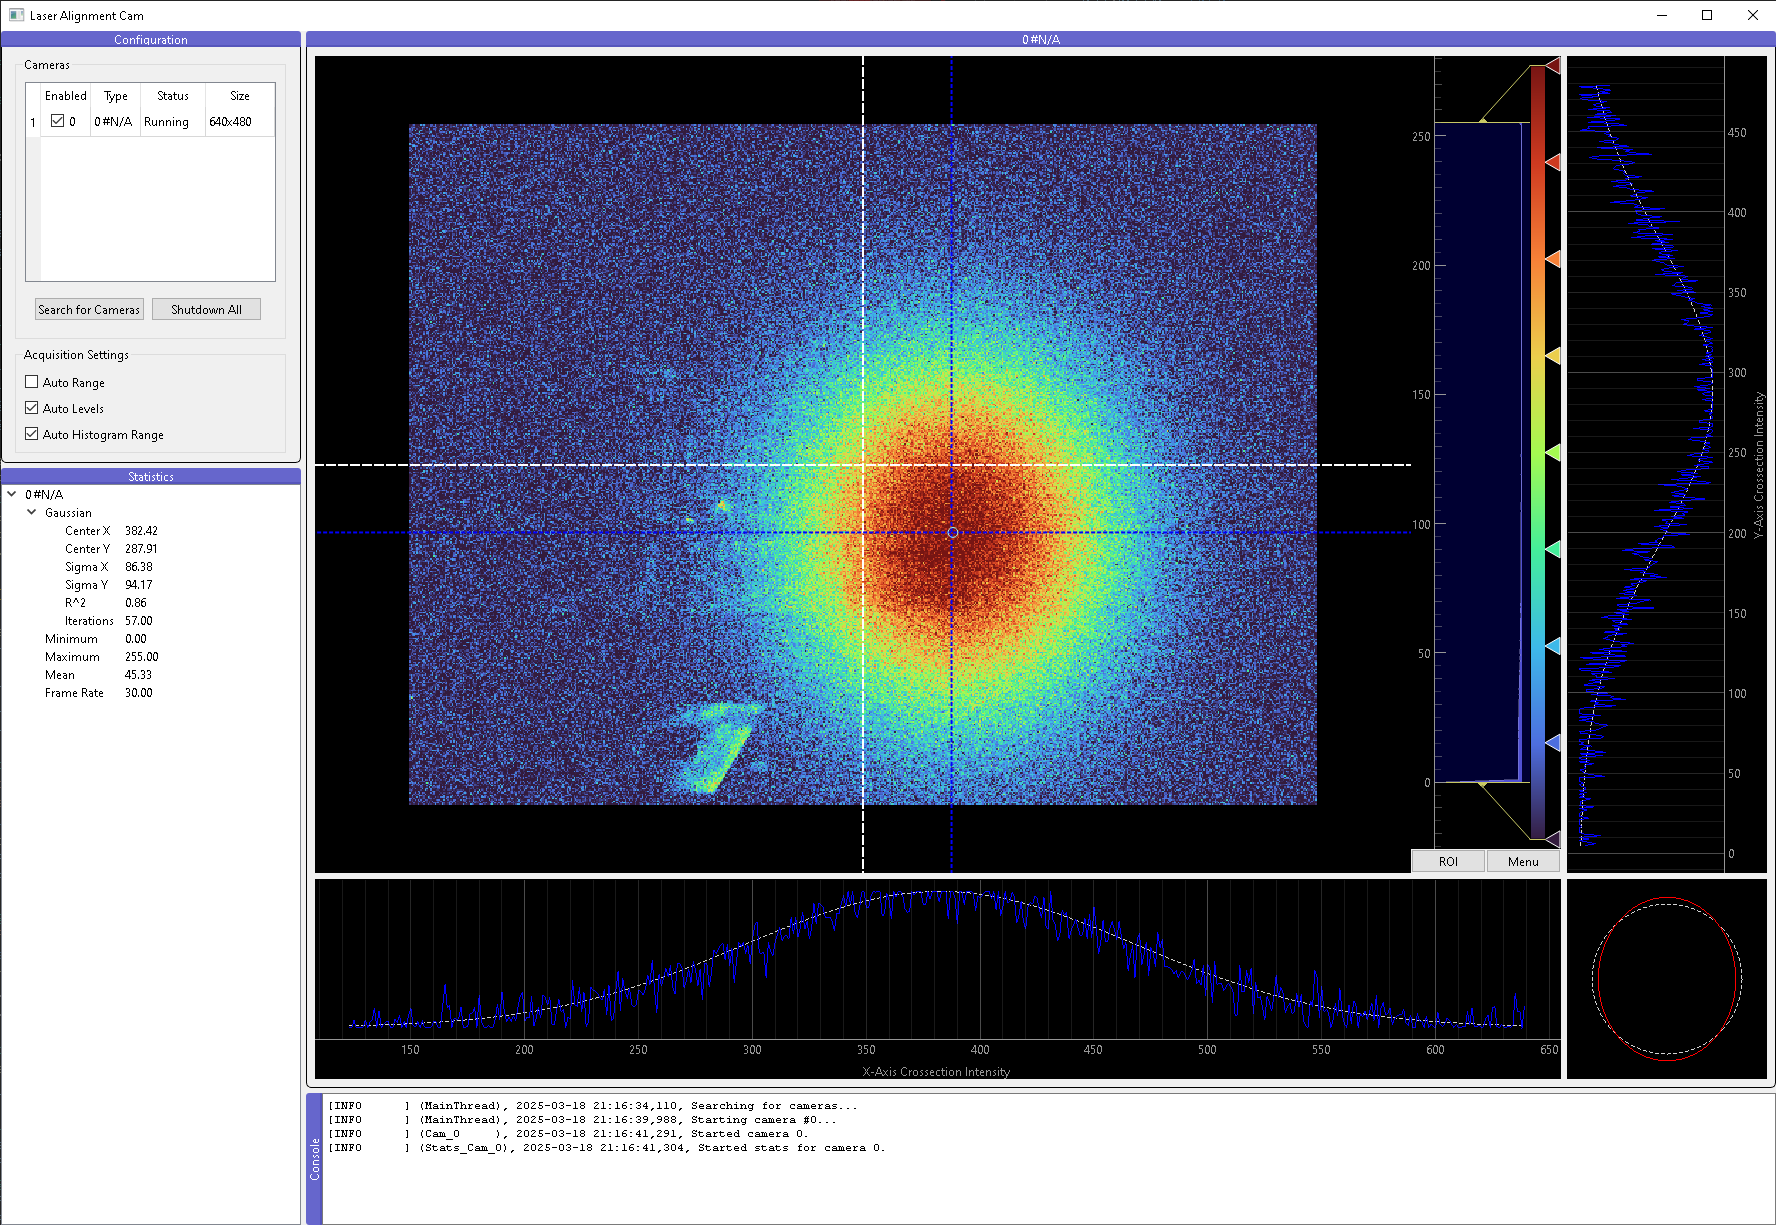 Laser Alignment Cam
Configuration
Cameras
Enabled Type Status Size
1 0 0 #N/A Running 640x480
Search for Cameras Shutdown All
Acquisition Settings
Auto Range
Auto Levels
Auto Histogram Range
Statistics
0 #N/A
Gaussian
Center X 382.42
Center Y 287.91
Sigma X 86.38
Sigma Y 94.17
R^2 0.86
Iterations 57.00
Minimum 0.00
Maximum 255.00
Mean 45.33
Frame Rate 30.00
0 #N/A
250
200
150
100
50
0
ROI Menu
450
400
350
300
250
200
150
100
50
0
Y-Axis Crossection Intensity
150 200 250 300 350 400 450 500 550 600 650
X-Axis Crossection Intensity
Console
[INFO ] (MainThread), 2025-03-18 21:16:34,110, Searching for cameras...
[INFO ] (MainThread), 2025-03-18 21:16:39,988, Starting camera #0...
[INFO ] (Cam_0 ), 2025-03-18 21:16:41,291, Started camera 0.
[INFO ] (Stats_Cam_0), 2025-03-18 21:16:41,304, Started stats for camera 0.